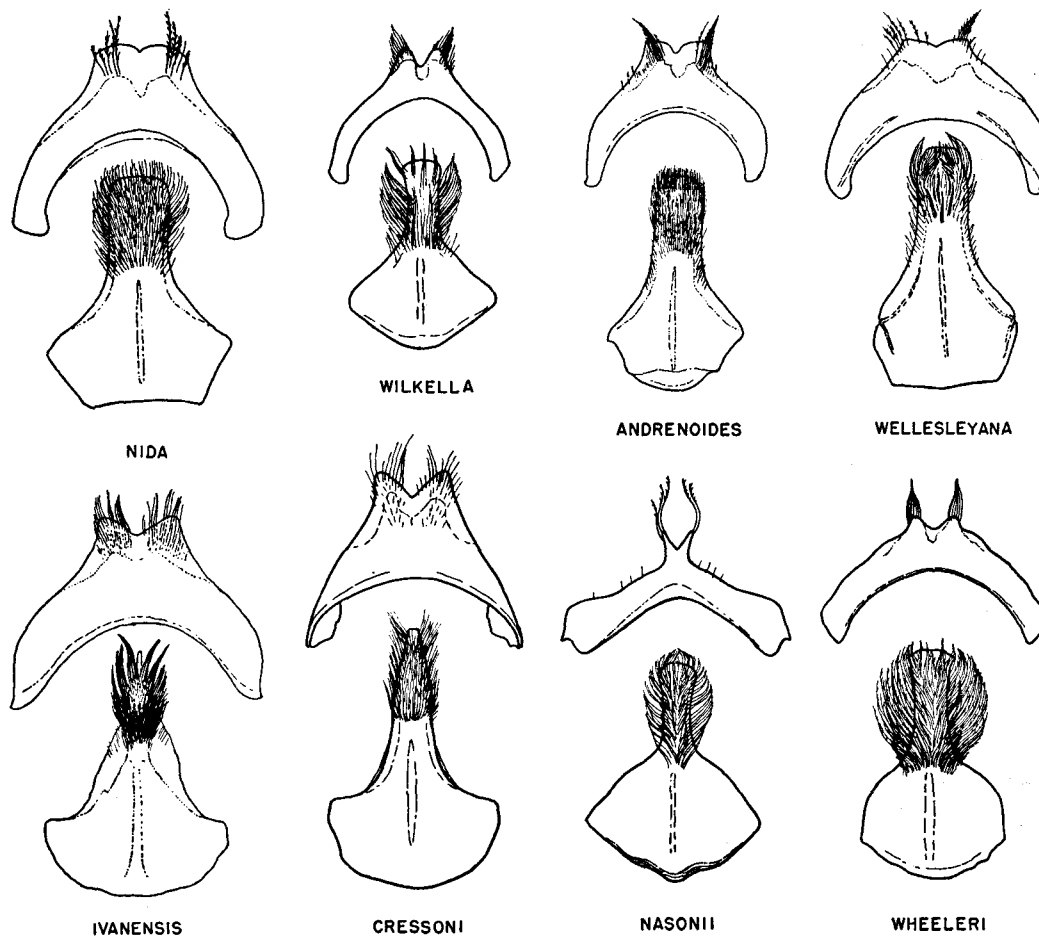 NIDA
WILKELLA
ANDRENOIDES
WELLESLEYANA
IVANENSIS
CRESSONI
NASONII
WHEELERI